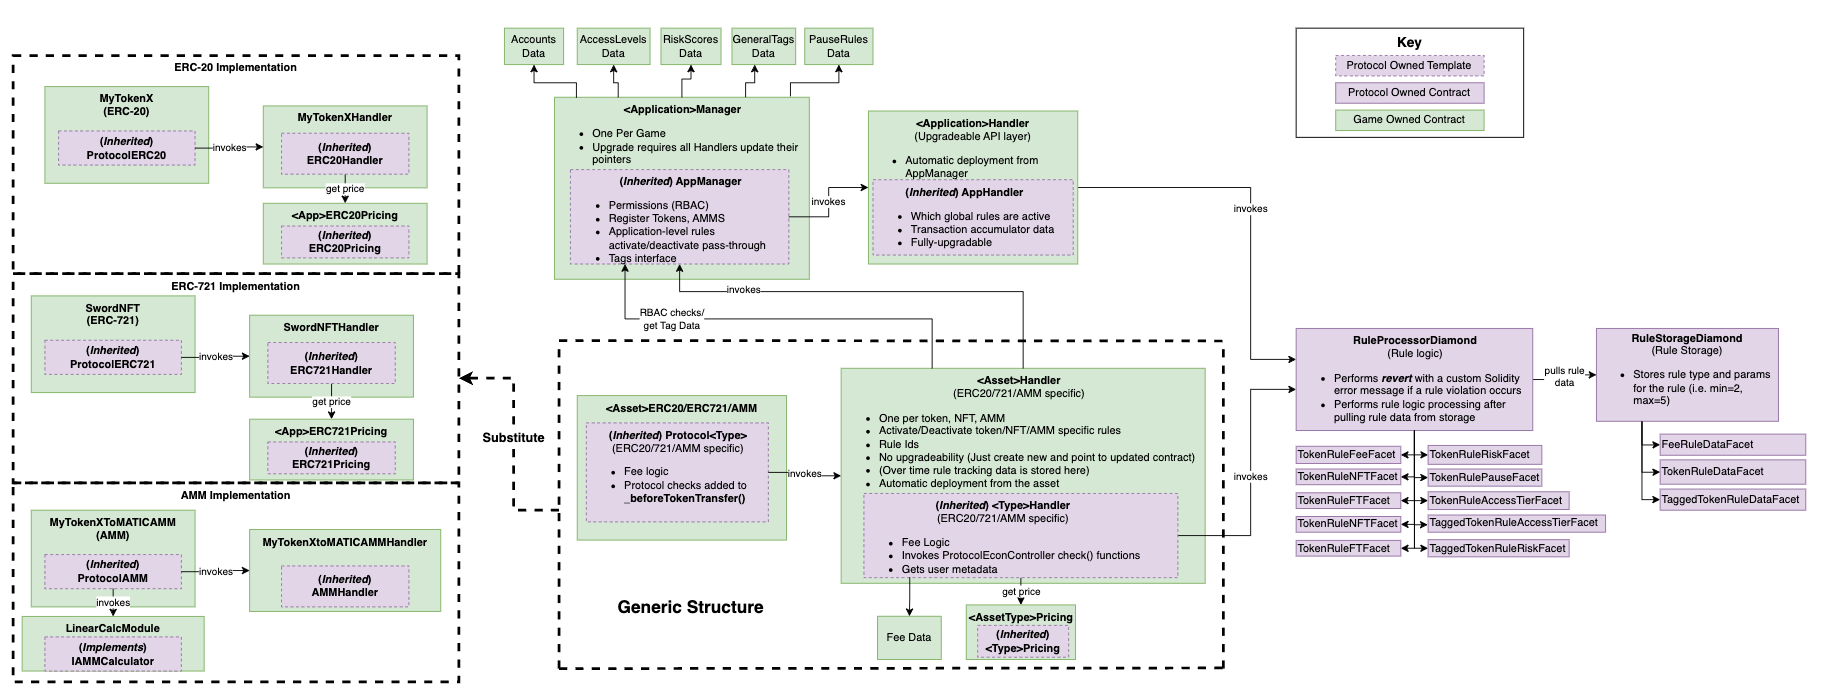 ERC-20 Implementation
MyTokenX
(ERC-20)
(Inherited)
ProtocolERC20
invokes
MyTokenXHandler
(Inherited)
ERC20Handler
get price
<App>ERC20Pricing
(Inherited)
ERC20Pricing
ERC-721 Implementation
SwordNFT
(ERC-721)
(Inherited)
ProtocolERC721
invokes
SwordNFTHandler
(Inherited)
ERC721Handler
get price
<App>ERC721Pricing
(Inherited)
ERC721Pricing
AMM Implementation
MyTokenXToMATICAMM
(AMM)
(Inherited)
ProtocolAMM
invokes
MyTokenXtoMATICAMMHandler
(Inherited)
AMMHandler
invokes
LinearCalcModule
(Implements)
IAMMCalculator
Substitute
Accounts
Data
AccessLevels
Data
RiskScores
Data
GeneralTags
Data
PauseRules
Data
<Application>Manager
One Per Game
Upgrade requires all Handlers update their
pointers
(Inherited) AppManager
Permissions (RBAC)
Register Tokens, AMMS
Application-level rules
activate/deactivate pass-through
Tags interface
invokes
<Application>Handler
(Upgradeable API layer)
Automatic deployment from
AppManager
(Inherited) AppHandler
Which global rules are active
Transaction accumulator data
Fully-upgradable
invokes
invokes
RBAC checks/
get Tag Data
<Asset>ERC20/ERC721/AMM
(Inherited) Protocol<Type>
(ERC20/721/AMM specific)
Fee logic
Protocol checks added to
_beforeTokenTransfer()
invokes
<Asset>Handler
(ERC20/721/AMM specific)
One per token, NFT, AMM
Activate/Deactivate token/NFT/AMM specific rules
Rule Ids
No upgradeability (Just create new and point to updated contract)
(Over time rule tracking data is stored here)
Automatic deployment from the asset
(Inherited) <Type>Handler
(ERC20/721/AMM specific)
Fee Logic
Invokes ProtocolEconController check() functions
Gets user metadata
invokes
get price
Generic Structure
Fee Data
<AssetType>Pricing
(Inherited)
<Type>Pricing
Key
Protocol Owned Template
Protocol Owned Contract
Game Owned Contract
RuleProcessorDiamond
(Rule logic)
Performs revert with a custom Solidity
error message if a rule violation occurs
Performs rule logic processing after
pulling rule data from storage
pulls rule
data
RuleStorageDiamond
(Rule Storage)
Stores rule type and params
for the rule (i.e. min=2,
max=5)
TokenRuleFeeFacet
TokenRuleRiskFacet
TokenRuleNFTFacet
TokenRulePauseFacet
TokenRuleFTFacet
TokenRuleAccessTierFacet
TokenRuleNFTFacet
TaggedTokenRuleAccessTierFacet
TokenRuleFTFacet
TaggedTokenRuleRiskFacet
FeeRuleDataFacet
TokenRuleDataFacet
TaggedTokenRuleDataFacet